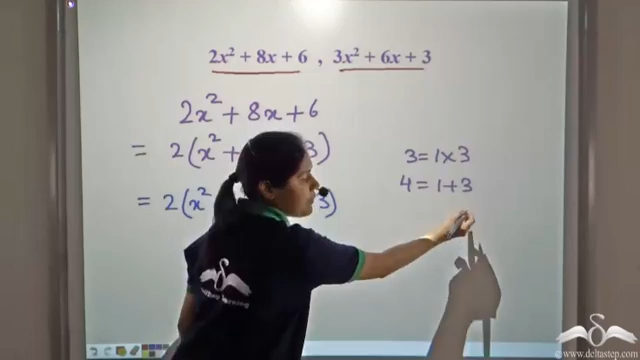 2x² + 8x + 6 , 3x² + 6x + 3
2x² + 8x + 6
= 2(x² + 3)
= 2(x² 3)
3 = 1 × 3
4 = 1 + 3
©www.deltastep.com